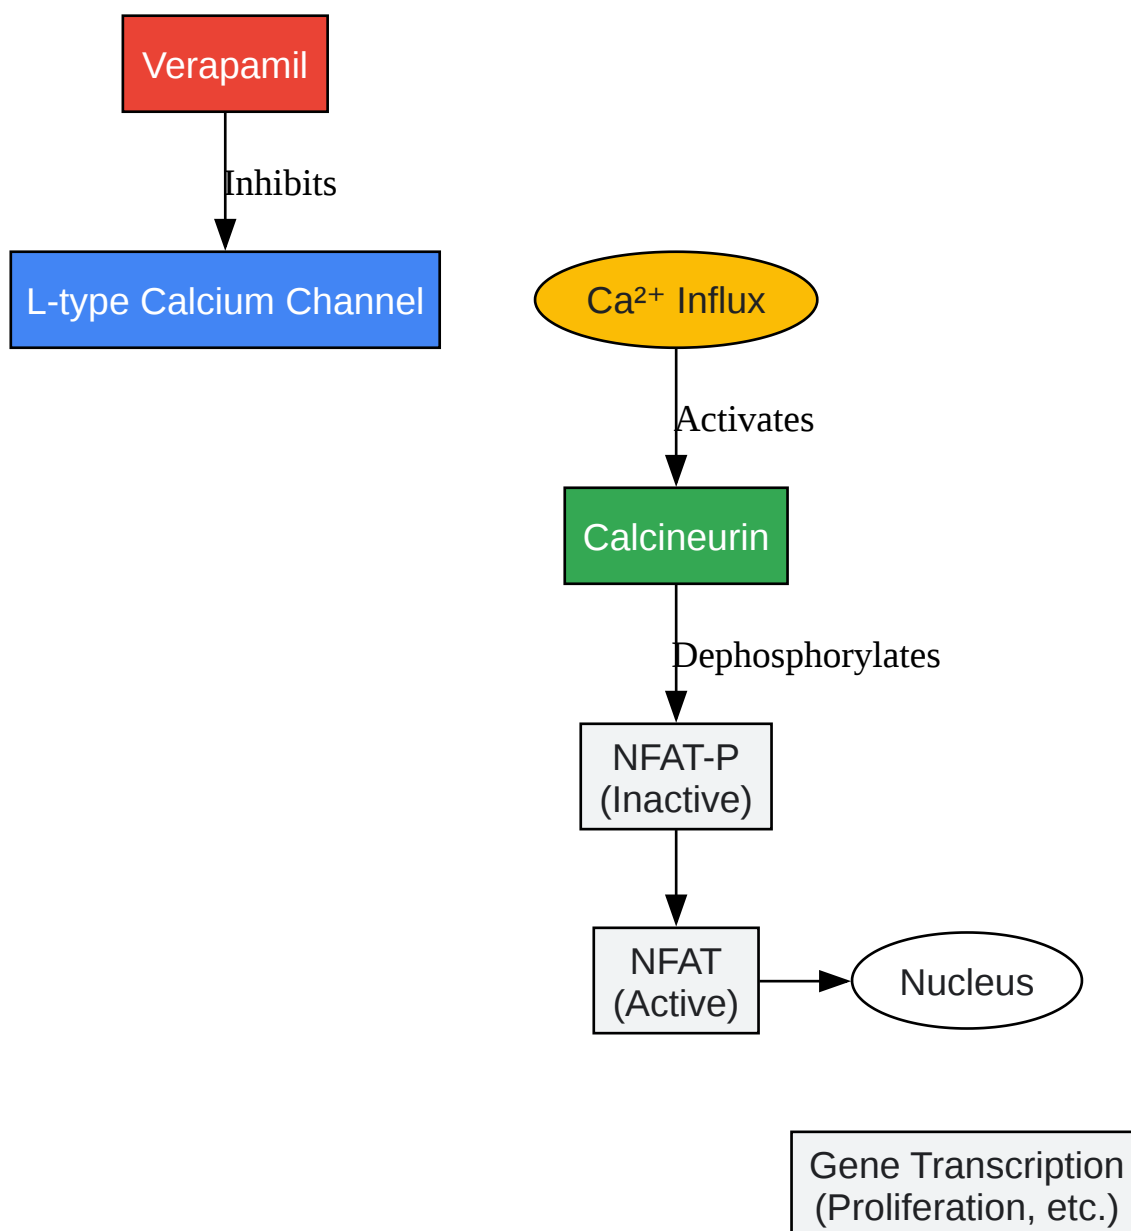 Verapamil
Inhibits
L-type Calcium Channel
Ca²⁺ Influx
Activates
Calcineurin
Dephosphorylates
NFAT-P
(Inactive)
NFAT
(Active)
Nucleus
Gene Transcription
(Proliferation, etc.)